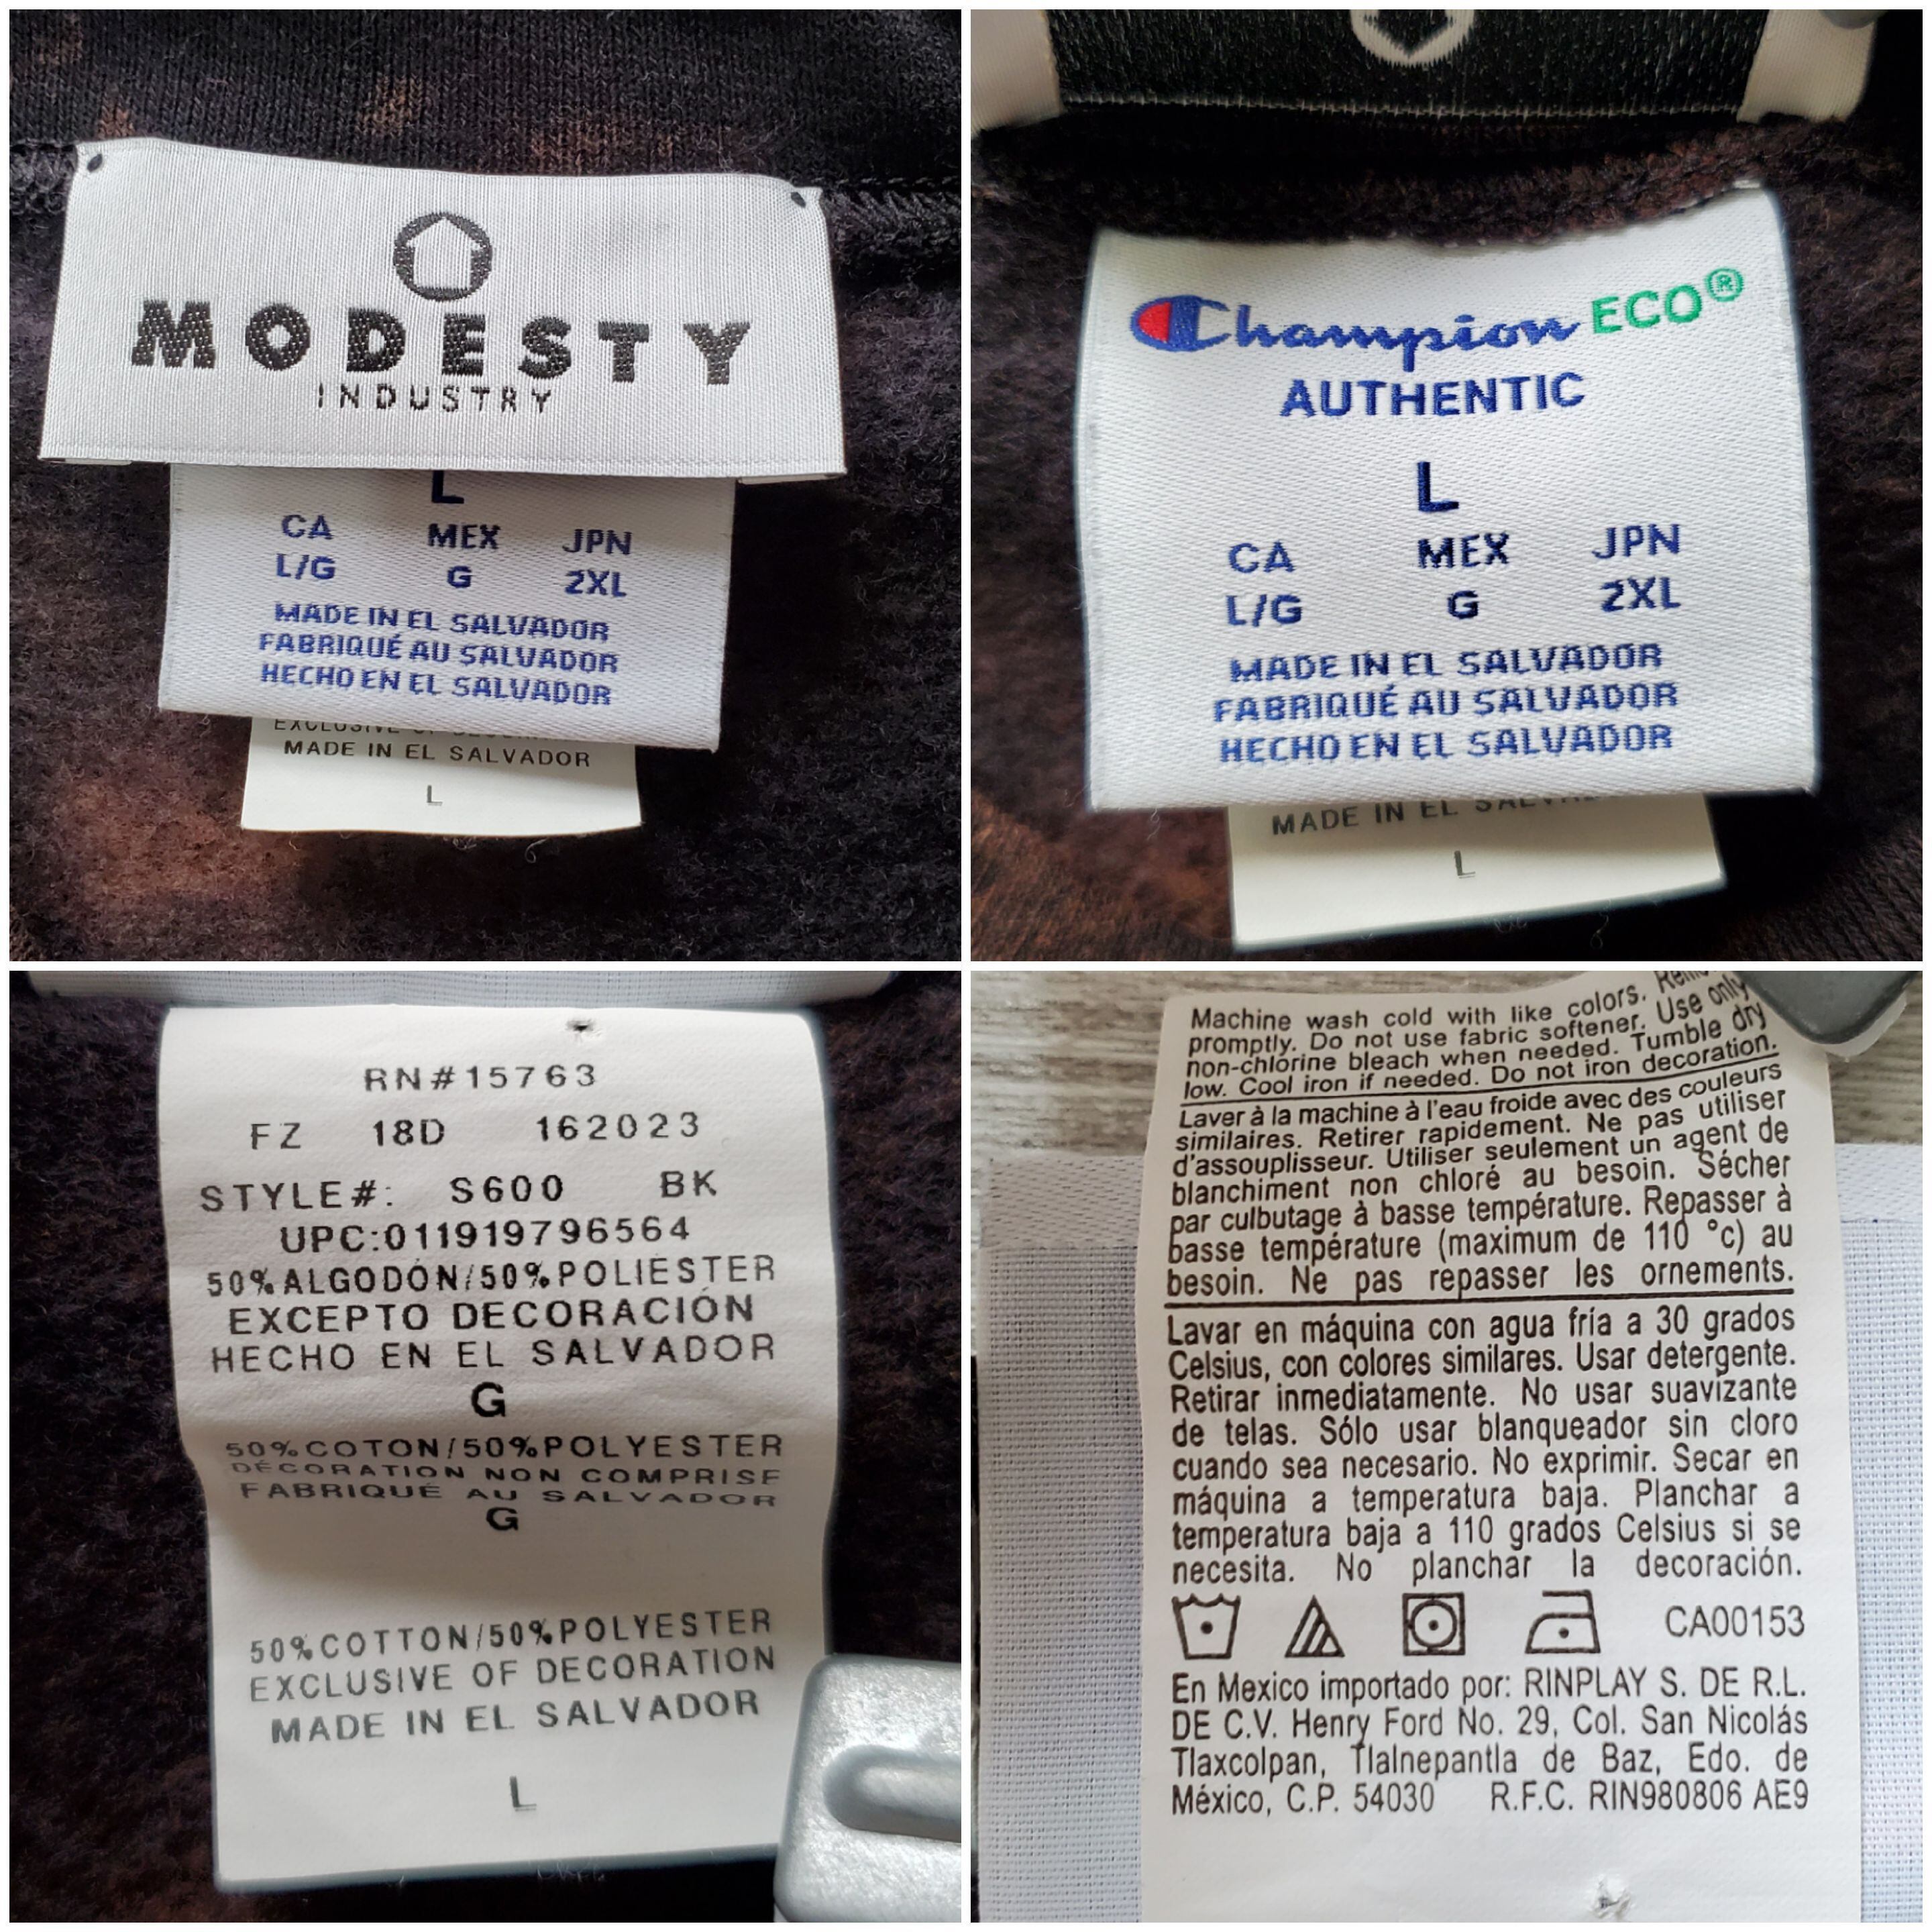 MODESTY
INDUSTRY
L
CA MEX JPN
L/G G 2XL
MADE IN EL SALVADOR
FABRIQUÉ AU SALVADOR
HECHO EN EL SALVADOR
EXCLUSIVE
MADE IN EL SALVADOR
L
Champion ECO®
AUTHENTIC
L
CA MEX JPN
L/G G 2XL
MADE IN EL SALVADOR
FABRIQUÉ AU SALVADOR
HECHO EN EL SALVADOR
MADE IN EL SALVADOR
L
RN#15763
FZ 18D 162023
STYLE#: S600 BK
UPC:011919796564
50%ALGODÓN/50%POLIÉSTER
EXCEPTO DECORACIÓN
HECHO EN EL SALVADOR
G
50%COTON/50%POLYESTER
DÉCORATION NON COMPRISE
FABRIQUÉ AU SALVADOR
G
50%COTTON/50%POLYESTER
EXCLUSIVE OF DECORATION
MADE IN EL SALVADOR
L
Machine wash cold with like colors.
promptly. Do not use fabric softener. Use only
non-chlorine bleach when needed. Tumble dry
low. Cool iron if needed. Do not iron decoration.
Laver à la machine à l'eau froide avec des couleurs
similaires. Retirer rapidement. Ne pas utiliser
d'assouplisseur. Utiliser seulement un agent de
blanchiment non chloré au besoin. Sécher
par culbutage à basse température. Repasser à
basse température (maximum de 110 °c) au
besoin. Ne pas repasser les ornements.
Lavar en máquina con agua fría a 30 grados
Celsius, con colores similares. Usar detergente.
Retirar inmediatamente. No usar suavizante
de telas. Sólo usar blanqueador sin cloro
cuando sea necesario. No exprimir. Secar en
máquina a temperatura baja. Planchar a
temperatura baja a 110 grados Celsius si se
necesita. No planchar la decoración.
CA00153
En Mexico importado por: RINPLAY S. DE R.L.
DE C.V. Henry Ford No. 29, Col. San Nicolás
Tlaxcolpan, Tlalnepantla de Baz, Edo. de
México, C.P. 54030 R.F.C. RIN980806 AE9